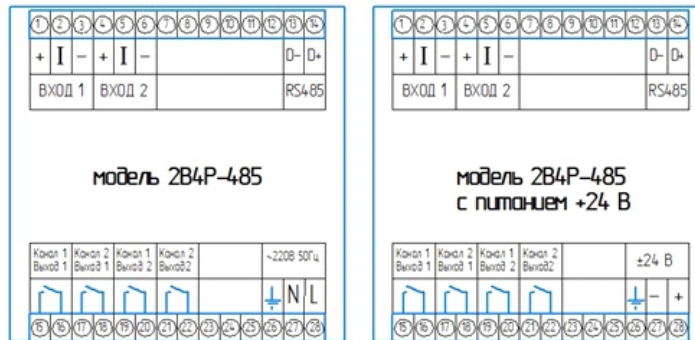 1 2 3 4 5 6 7 8 9 10 11 12 13 14
+ I – + I – D– D+
ВХОД 1 ВХОД 2 RS485
модель 2В4Р–485
Канал 1 Выход 1 Канал 2 Выход 1 Канал 1 Выход 2 Канал 2 Выход2 ~220В 50Гц
N L
15 16 17 18 19 20 21 22 23 24 25 26 27 28
1 2 3 4 5 6 7 8 9 10 11 12 13 14
+ I – + I – D– D+
ВХОД 1 ВХОД 2 RS485
модель 2В4Р–485
с питанием +24 В
Канал 1 Выход 1 Канал 2 Выход 1 Канал 1 Выход 2 Канал 2 Выход2 ±24 В
– +
15 16 17 18 19 20 21 22 23 24 25 26 27 28